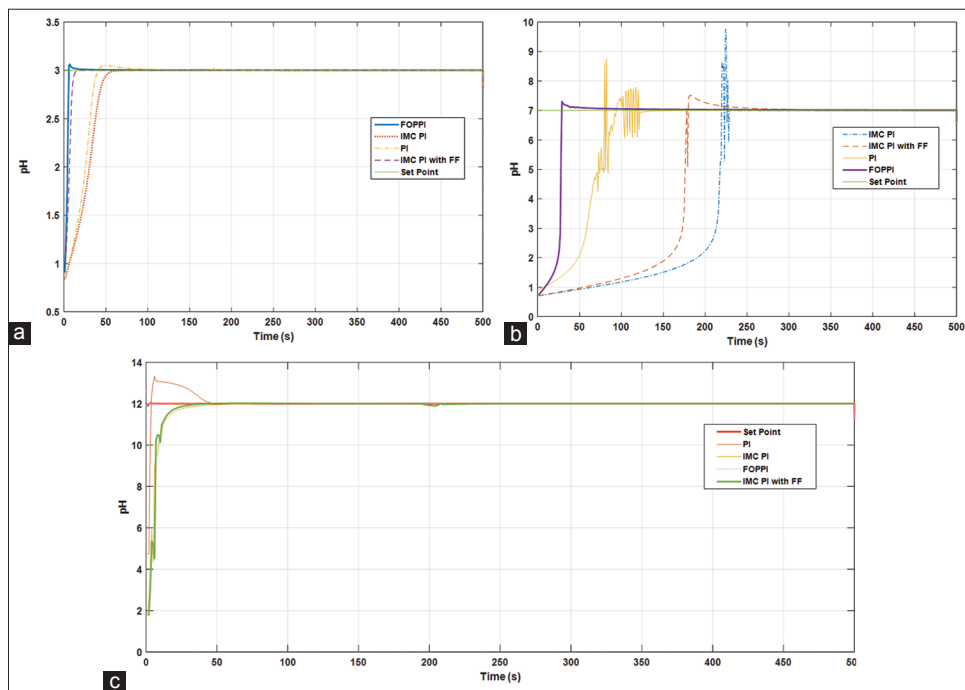 3.5
3
2.5
2
1.5
1
0.5
pH
0
50
100
150
200
250
300
350
400
450
500
Time (s)
FOPPI
IMC PI
PI
IMC PI with FF
Set Point
a
10
9
8
7
6
5
4
3
2
1
0
pH
0
50
100
150
200
250
300
350
400
450
500
Time (s)
IMC PI
IMC PI with FF
PI
FOPPI
Set Point
b
14
12
10
8
6
4
2
0
pH
0
50
100
150
200
250
300
350
400
450
50
Time (s)
Set Point
PI
IMC PI
FOPPI
IMC PI with FF
c